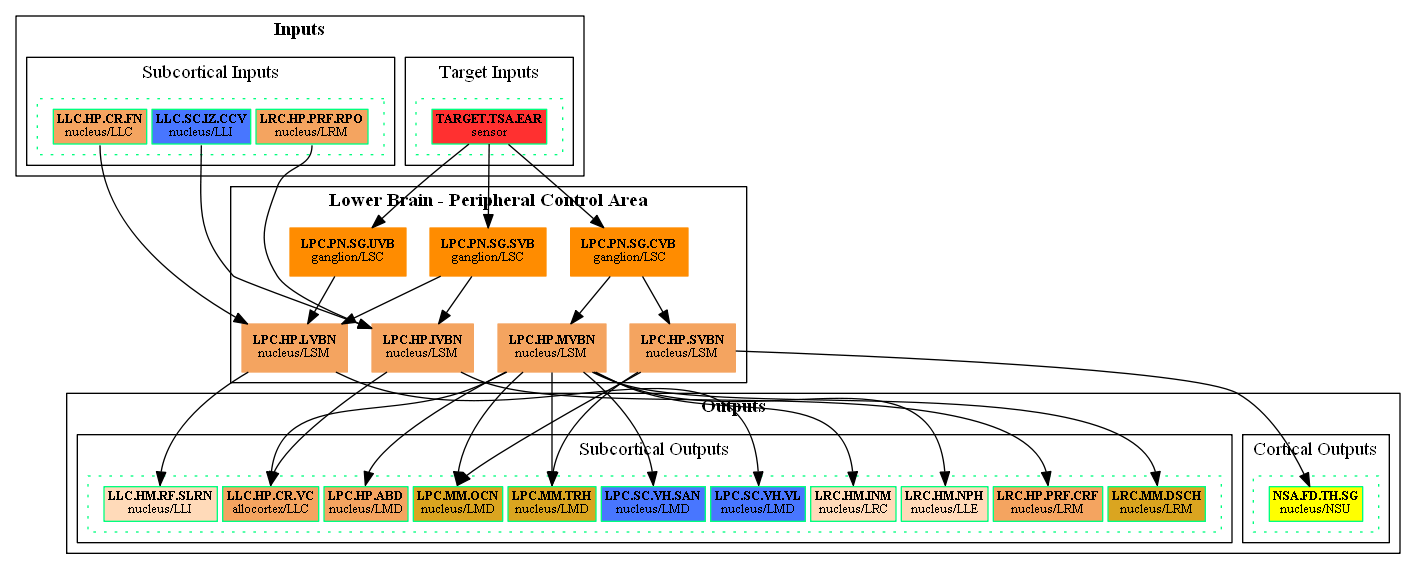 Inputs
Subcortical Inputs
Target Inputs
LLC.HP.CR.FN
nucleus/LLC
LLC.SC.IZ.CCV
nucleus/LLI
LRC.HP.PRF.RPO
nucleus/LRM
TARGET.TSA.EAR
sensor
Lower Brain - Peripheral Control Area
LPC.PN.SG.UVB
ganglion/LSC
LPC.PN.SG.SVB
ganglion/LSC
LPC.PN.SG.CVB
ganglion/LSC
LPC.HP.LVBN
nucleus/LSM
LPC.HP.IVBN
nucleus/LSM
LPC.HP.MVBN
nucleus/LSM
LPC.HP.SVBN
nucleus/LSM
Outputs
Subcortical Outputs
Cortical Outputs
LLC.HM.RF.SLRN
nucleus/LLI
LLC.HP.CR.VC
allocortex/LLC
LPC.HP.ABD
nucleus/LMD
LPC.MM.OCN
nucleus/LMD
LPC.MM.TRH
nucleus/LMD
LPC.SC.VH.SAN
nucleus/LMD
LPC.SC.VH.VL
nucleus/LMD
LRC.HM.INM
nucleus/LRC
LRC.HM.NPH
nucleus/LLE
LRC.HP.PRF.CRF
nucleus/LRM
LRC.MM.DSCH
nucleus/LRM
NSA.FD.TH.SG
nucleus/NSU